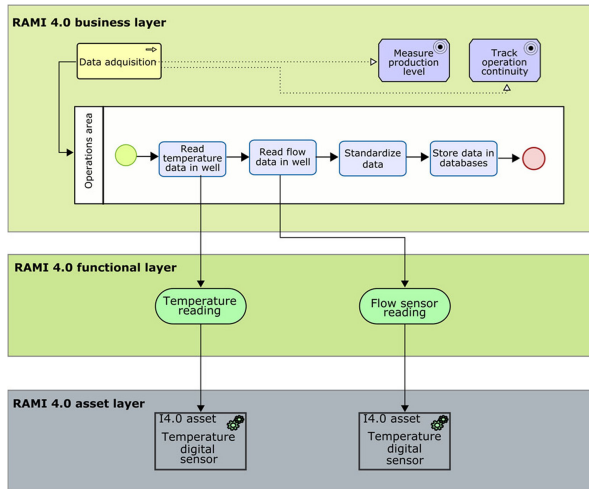 RAMI 4.0 business layer
Data adquisition
Measure
production
level
Track
operation
continuity
Operations area
Read
temperature
data in well
Read flow
data in well
Standardize
data
Store data in
databases
RAMI 4.0 functional layer
Temperature
reading
Flow sensor
reading
RAMI 4.0 asset layer
I4.0 asset
Temperature
digital
sensor
I4.0 asset
Temperature
digital
sensor